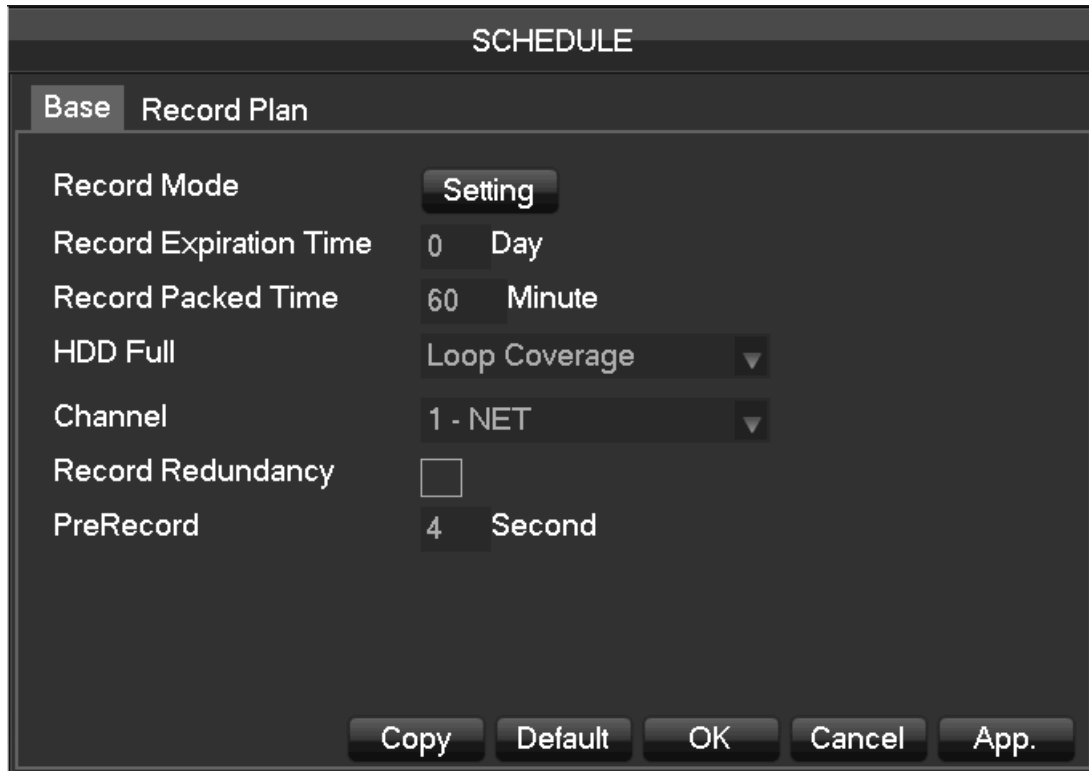 SCHEDULE
Base Record Plan
Record Mode Setting
Record Expiration Time 0 Day
Record Packed Time 60 Minute
HDD Full Loop Coverage
Channel 1 - NET
Record Redundancy
PreRecord 4 Second
Copy Default OK Cancel App.